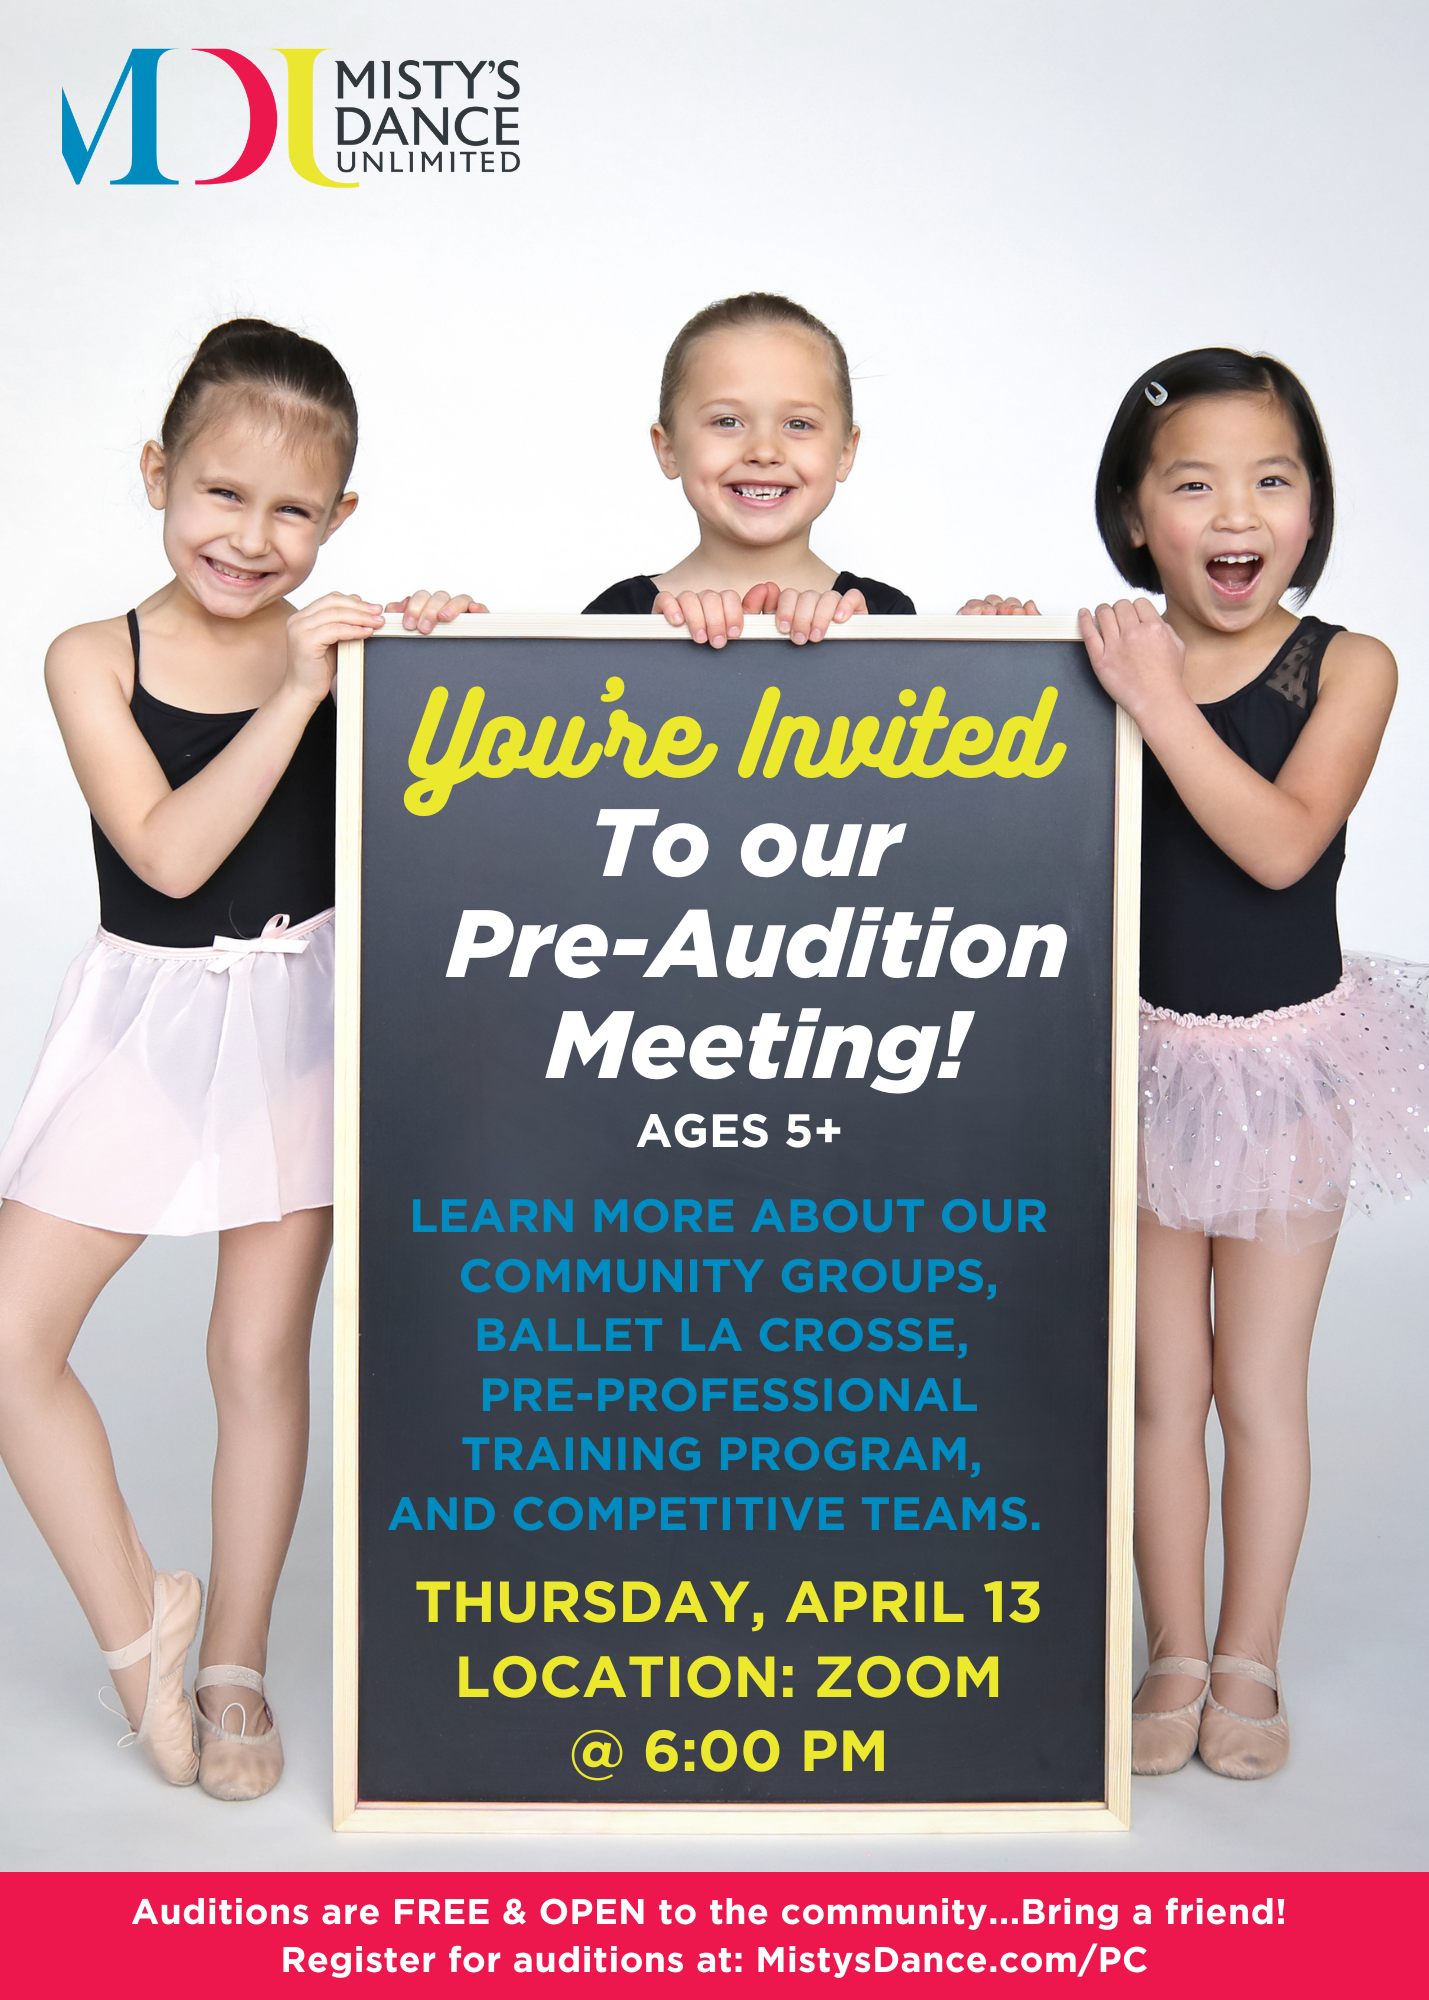 MDU MISTY'S
DANCE
UNLIMITED
You're Invited
To our
Pre-Audition
Meeting!
AGES 5+
LEARN MORE ABOUT OUR
COMMUNITY GROUPS,
BALLET LA CROSSE,
PRE-PROFESSIONAL
TRAINING PROGRAM,
AND COMPETITIVE TEAMS.
THURSDAY, APRIL 13
LOCATION: ZOOM
@ 6:00 PM
Auditions are FREE & OPEN to the community...Bring a friend!
Register for auditions at: MistysDance.com/PC